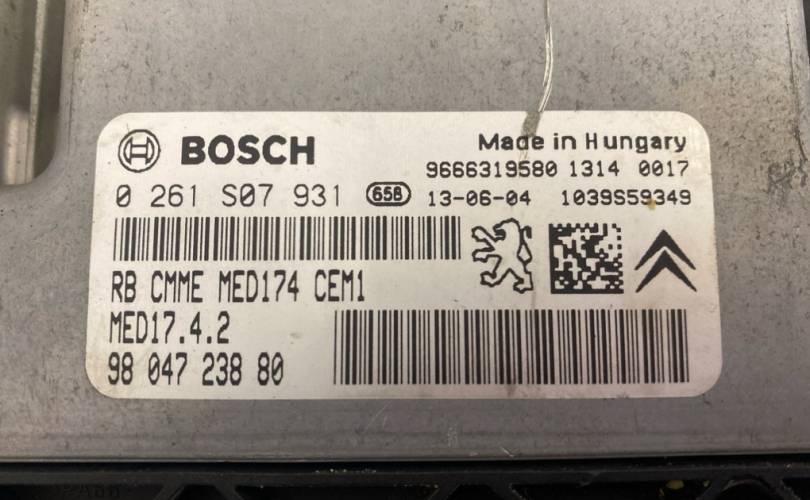 BOSCH
Made in Hungary
9666319580 1314 0017
0 261 S07 931 658 13-06-04 1039S59349
RB CMME MED174 CEM1
MED17.4.2
98 047 238 80